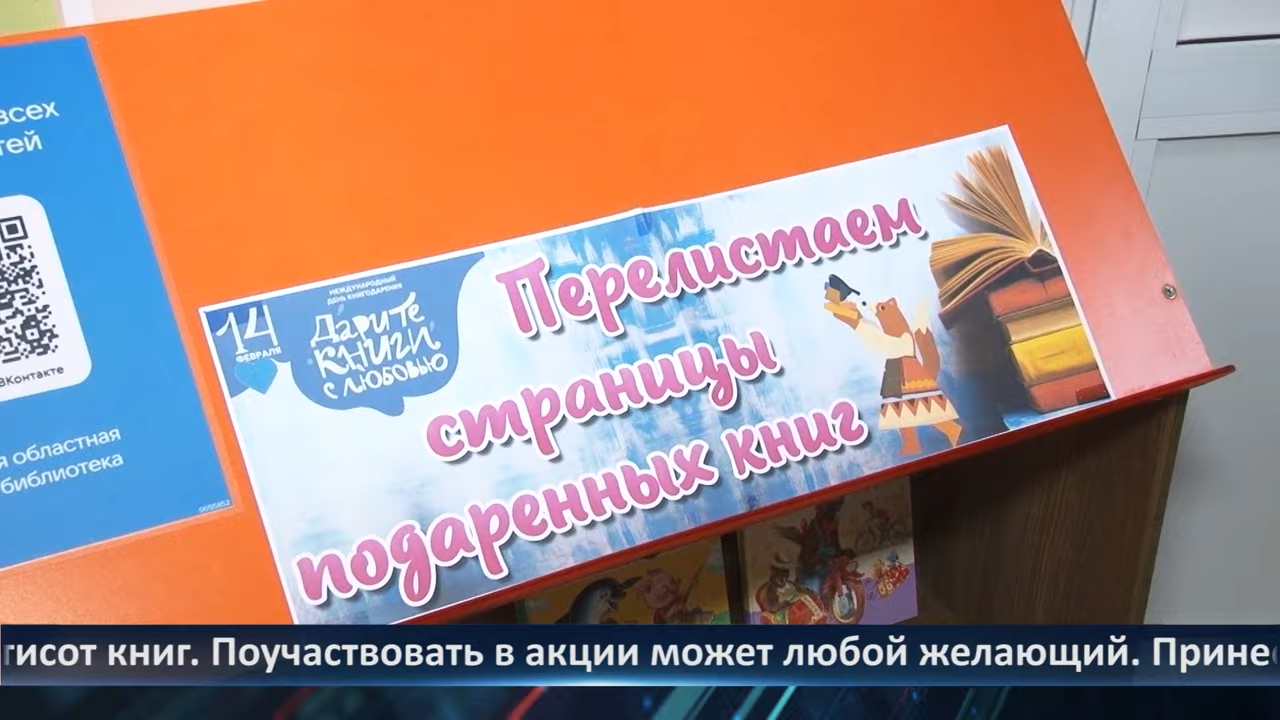 всех
тей
ВКонтакте
я областная
библиотека
14
ФЕВРАЛЯ
МЕЖДУНАРОДНЫЙ
ДЕНЬ КНИГОДАРЕНИЯ
ДАРИТЕ
КНИГИ
С ЛЮБОВЬЮ
Перелистаем
страницы
подаренных книг
тисот книг. Поучаствовать в акции может любой желающий. Прине